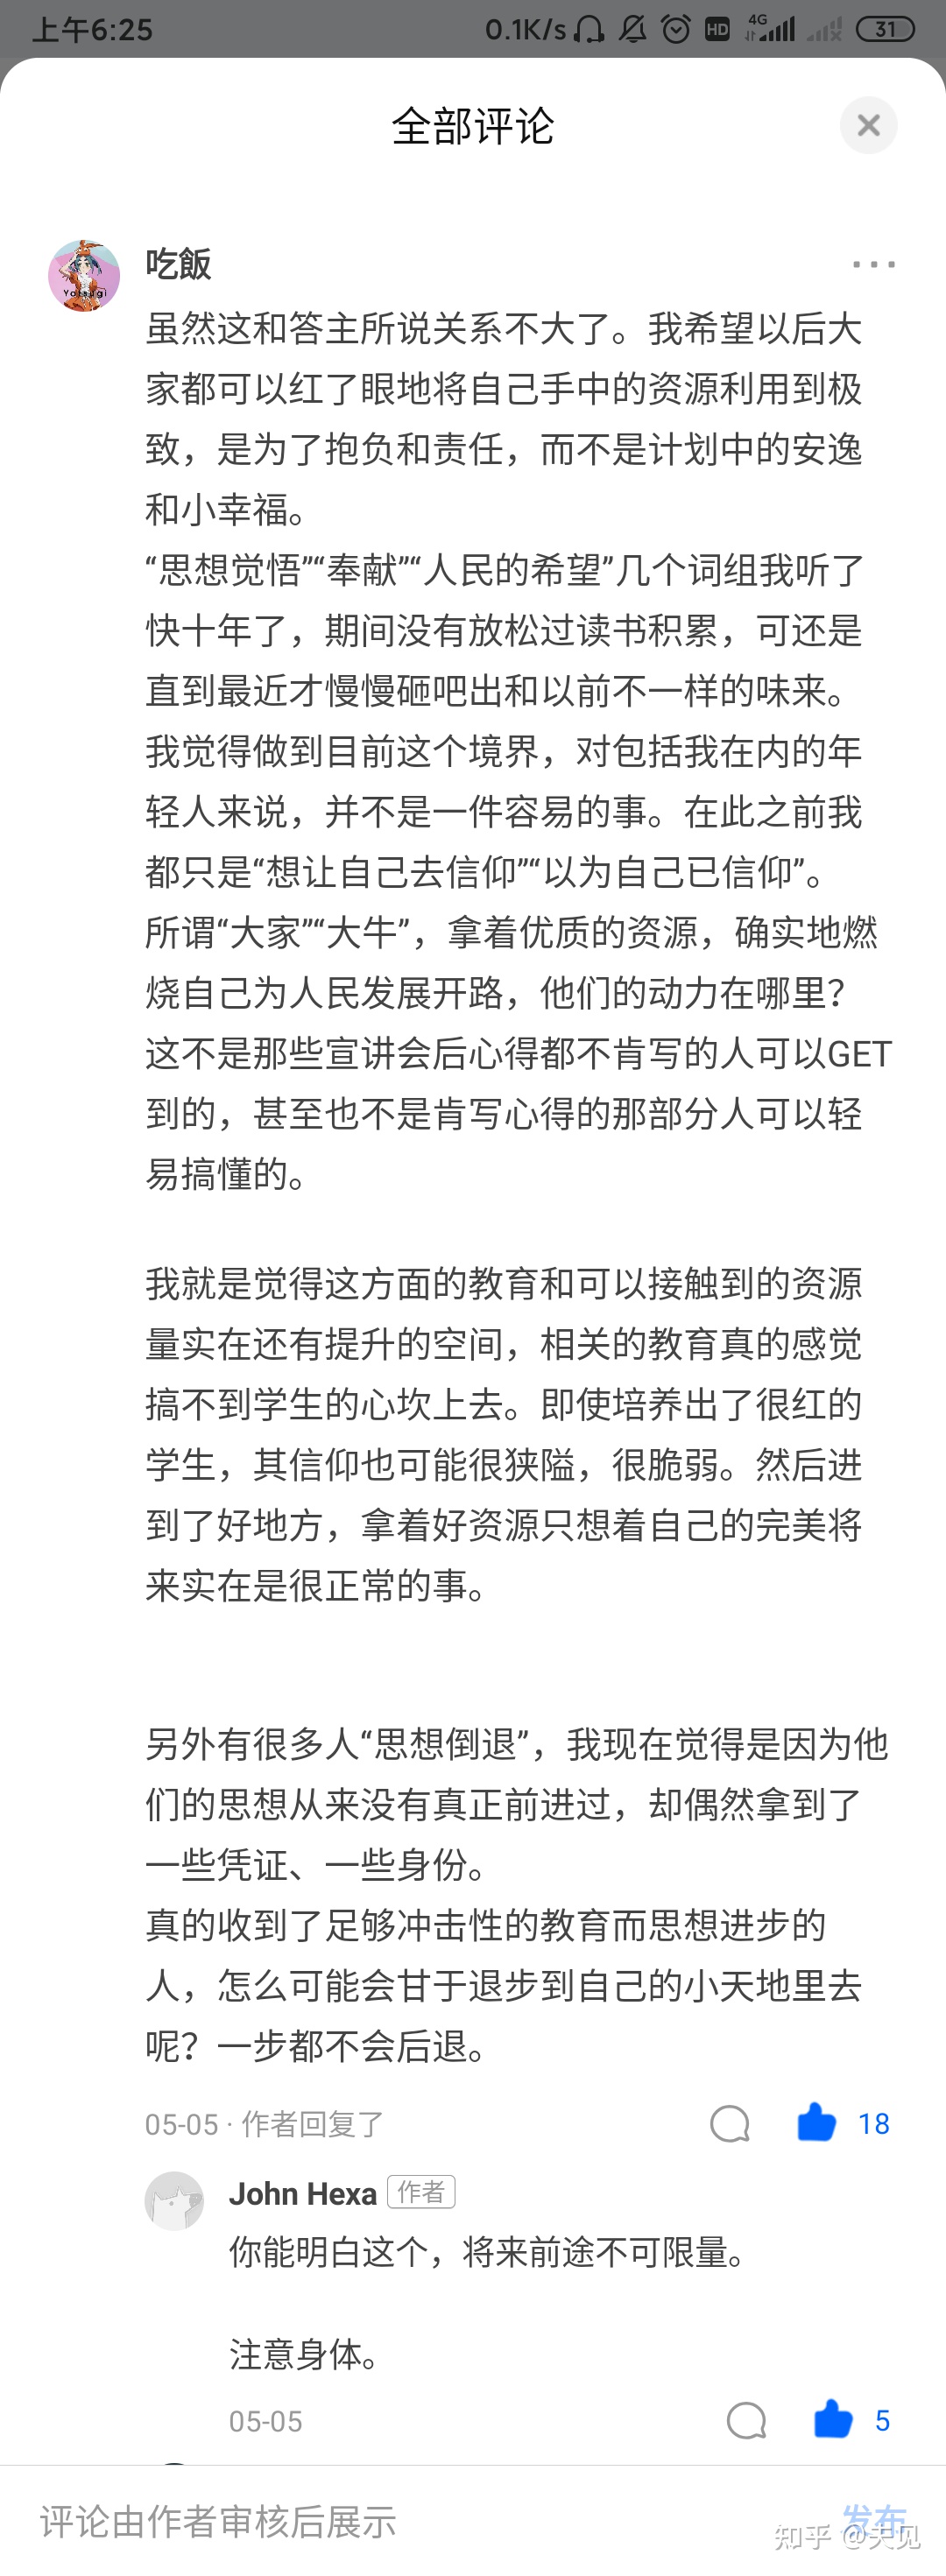 上午6:25
0.1K/s
HD
4G
31
全部评论
Yotsugi
吃飯
虽然这和答主所说关系不大了。我希望以后大
家都可以红了眼地将自己手中的资源利用到极
致，是为了抱负和责任，而不是计划中的安逸
和小幸福。
“思想觉悟”“奉献”“人民的希望”几个词组我听了
快十年了，期间没有放松过读书积累，可还是
直到最近才慢慢砸吧出和以前不一样的味来。
我觉得做到目前这个境界，对包括我在内的年
轻人来说，并不是一件容易的事。在此之前我
都只是“想让自己去信仰”“以为自己已信仰”。
所谓“大家”“大牛”，拿着优质的资源，确实地燃
烧自己为人民发展开路，他们的动力在哪里？
这不是那些宣讲会后心得都不肯写的人可以GET
到的，甚至也不是肯写心得的那部分人可以轻
易搞懂的。
我就是觉得这方面的教育和可以接触到的资源
量实在还有提升的空间，相关的教育真的感觉
搞不到学生的心坎上去。即使培养出了很红的
学生，其信仰也可能很狭隘，很脆弱。然后进
到了好地方，拿着好资源只想着自己的完美将
来实在是很正常的事。
另外有很多人“思想倒退”，我现在觉得是因为他
们的思想从来没有真正前进过，却偶然拿到了
一些凭证、一些身份。
真的收到了足够冲击性的教育而思想进步的
人，怎么可能会甘于退步到自己的小天地里去
呢？一步都不会后退。
05-05 · 作者回复了
18
John Hexa 作者
你能明白这个，将来前途不可限量。
注意身体。
05-05
5
评论由作者审核后展示
发布
知乎 @天见